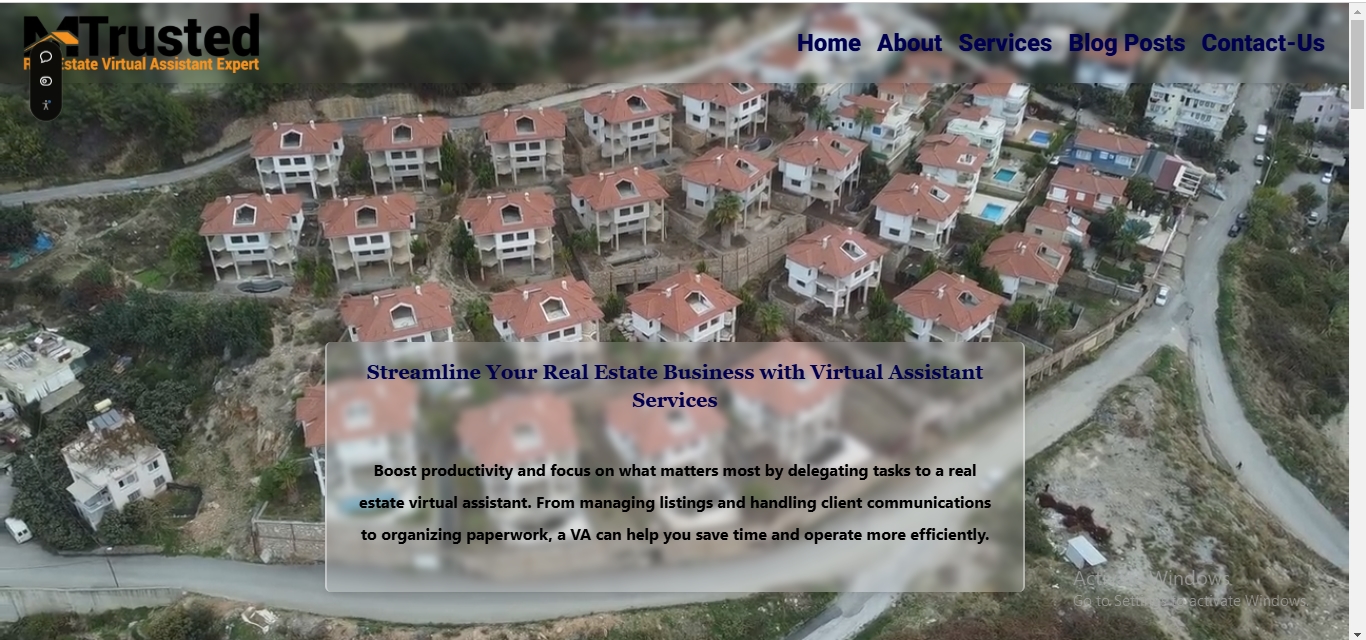 MTrusted
Home About Services Blog Posts Contact-Us
Estate Virtual Assistant Expert
Streamline Your Real Estate Business with Virtual Assistant
Services
Boost productivity and focus on what matters most by delegating tasks to a real
estate virtual assistant. From managing listings and handling client communications
to organizing paperwork, a VA can help you save time and operate more efficiently.
Activate Windows
Go to Settings to activate Windows.